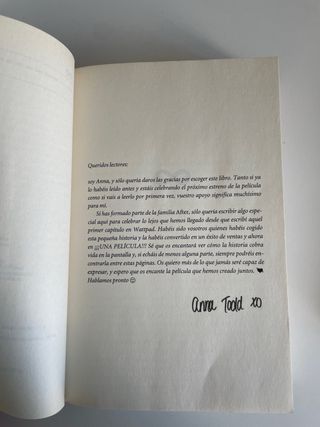 Queridos lectores:
soy Anna, y sólo quería daros las gracias por escoger este libro. Tanto si ya
lo habéis leído antes y estáis celebrando el próximo estreno de la película
como si vais a leerlo por primera vez, vuestro apoyo significa muchísimo
para mí.
Si has formado parte de la familia After, sólo quería escribir algo espe-
cial aquí para celebrar lo lejos que hemos llegado desde que escribí aquel
primer capítulo en Wattpad. Habéis sido vosotros quienes habéis cogido
esta pequeña historia y la habéis convertido en un éxito de ventas y ahora
en ¡¡¡UNA PELÍCULA!!! Sé que os encantará ver cómo la historia cobra
vida en la pantalla y, si echáis de menos alguna parte, siempre podréis en-
contrarla entre estas páginas. Os quiero más de lo que jamás seré capaz de
expresar, y espero que os encante la película que hemos creado juntos. ❤
Hablamos pronto ☺
Anna Todd xo